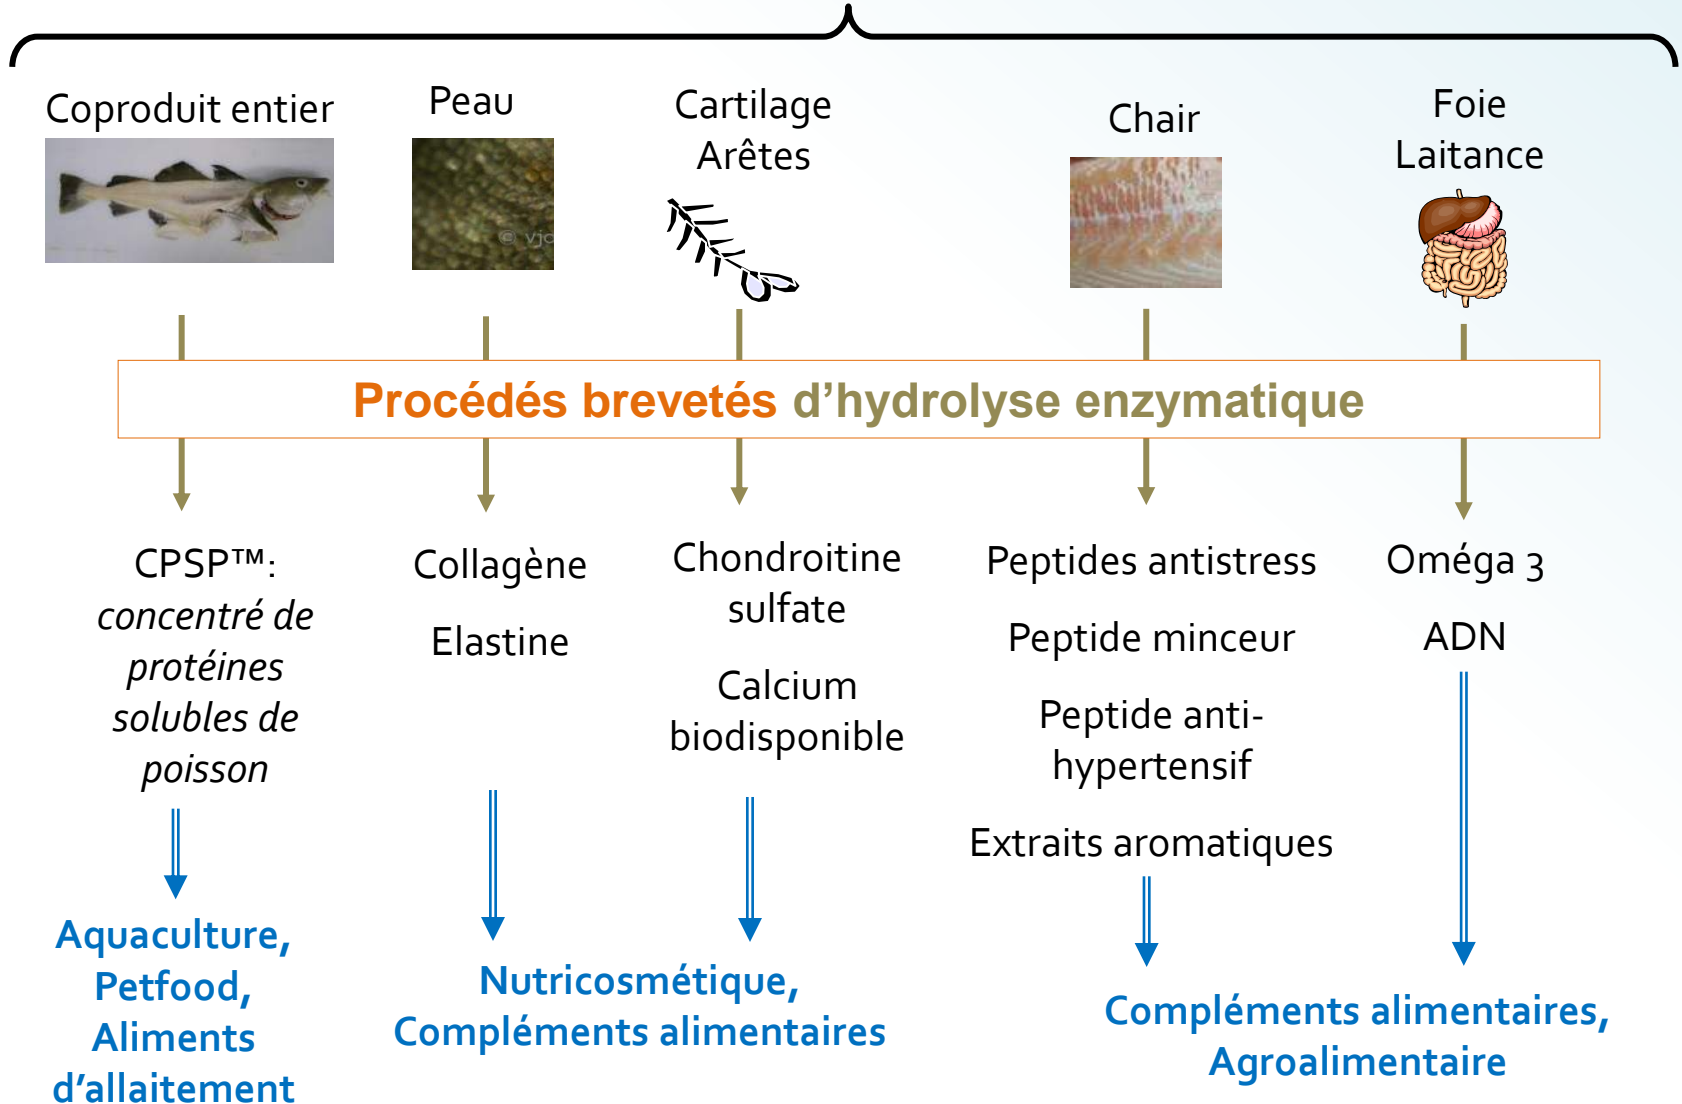 Coproduit entier
Peau
Cartilage
Arêtes
Chair
Foie
Laitance
© vjc
Procédés brevetés d’hydrolyse enzymatique
CPSP™:
concentré de
protéines
solubles de
poisson
Collagène
Elastine
Chondroitine
sulfate
Calcium
biodisponible
Peptides antistress
Peptide minceur
Peptide anti-
hypertensif
Extraits aromatiques
Oméga 3
ADN
Aquaculture,
Petfood,
Aliments
d’allaitement
Nutricosmétique,
Compléments alimentaires
Compléments alimentaires,
Agroalimentaire